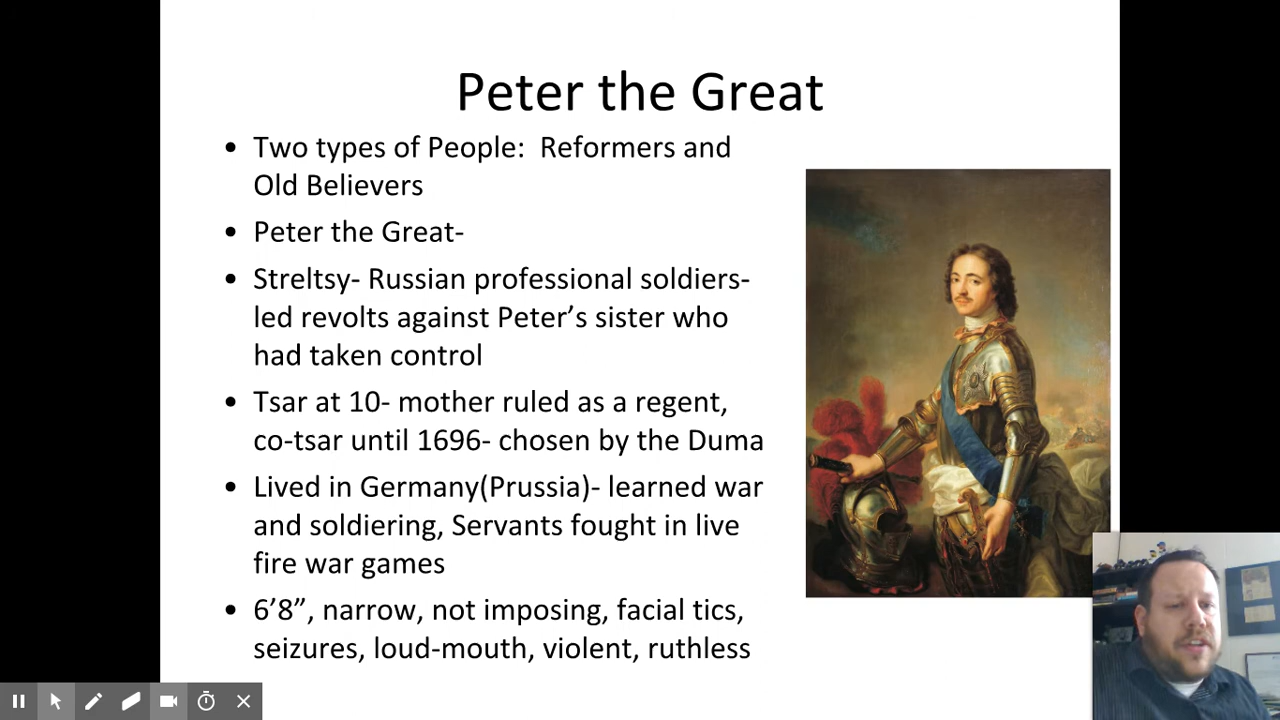 Peter the Great
• Two types of People:  Reformers and
Old Believers
• Peter the Great-
• Streltsy- Russian professional soldiers-
led revolts against Peter’s sister who
had taken control
• Tsar at 10- mother ruled as a regent,
co-tsar until 1696- chosen by the Duma
• Lived in Germany(Prussia)- learned war
and soldiering, Servants fought in live
fire war games
• 6’8”, narrow, not imposing, facial tics,
seizures, loud-mouth, violent, ruthless